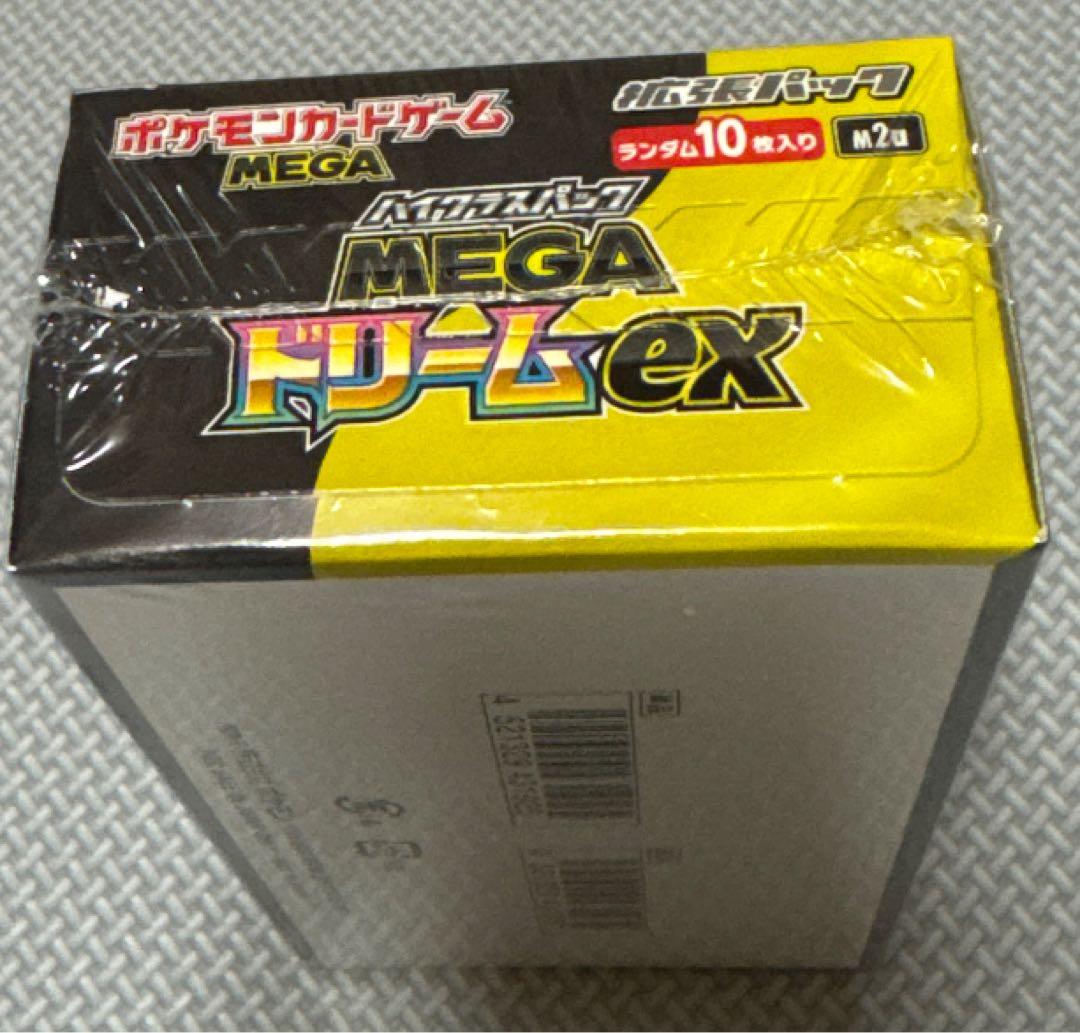 ポケモンカードゲーム
MEGA
拡張パック
ランダム10枚入り
M2a
ハイクラスパック
MEGA
ドリームex